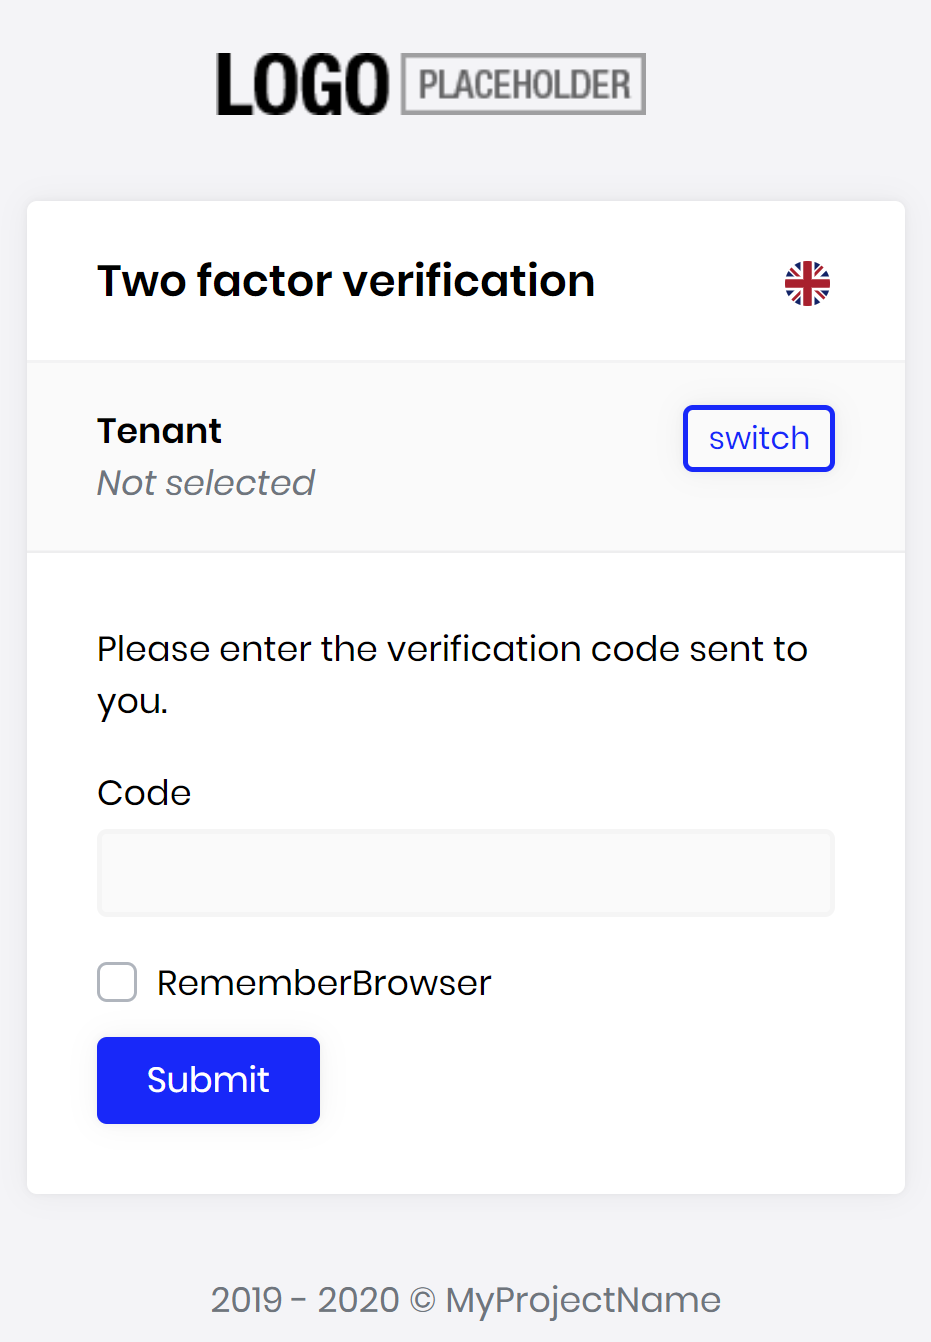 LOGO PLACEHOLDER
Two factor verification
Tenant
switch
Not selected
Please enter the verification code sent to
you.
Code
RememberBrowser
Submit
2019 - 2020 © MyProjectName